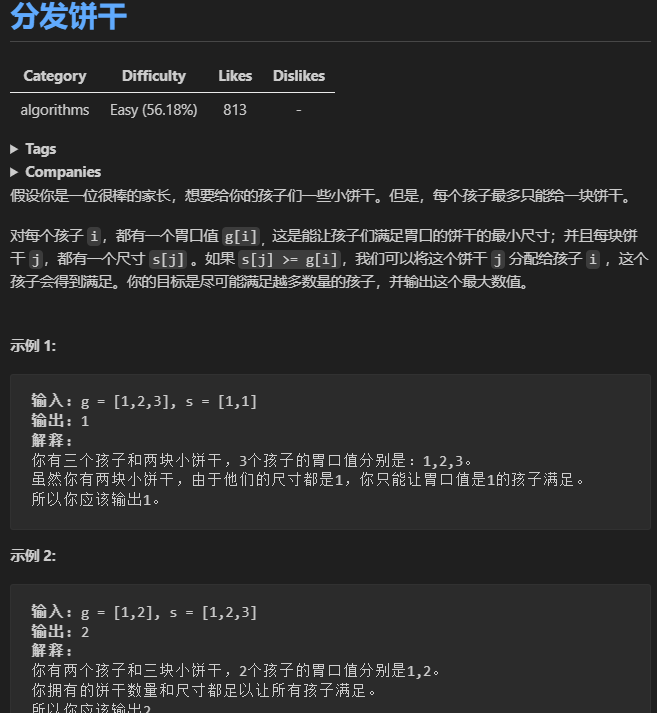 分发饼干
Category Difficulty Likes Dislikes
algorithms Easy (56.18%) 813 -
Tags
Companies
假设你是一位很棒的家长，想要给你的孩子们一些小饼干。但是，每个孩子最多只能给一块饼干。
对每个孩子 i，都有一个胃口值 g[i]，这是能让孩子们满足胃口的饼干的最小尺寸；并且每块饼
干 j，都有一个尺寸 s[j] 。如果 s[j] >= g[i]，我们可以将这个饼干 j 分配给孩子 i ，这个
孩子会得到满足。你的目标是尽可能满足越多数量的孩子，并输出这个最大数值。
示例 1:
输入: g = [1,2,3], s = [1,1]
输出: 1
解释:
你有三个孩子和两块小饼干，3个孩子的胃口值分别是：1,2,3。
虽然你有两块小饼干，由于他们的尺寸都是1，你只能让胃口值是1的孩子满足。
所以你应该输出1。
示例 2:
输入: g = [1,2], s = [1,2,3]
输出: 2
解释:
你有两个孩子和三块小饼干，2个孩子的胃口值分别是1,2。
你拥有的饼干数量和尺寸都足以让所有孩子满足。
所以你应该输出2